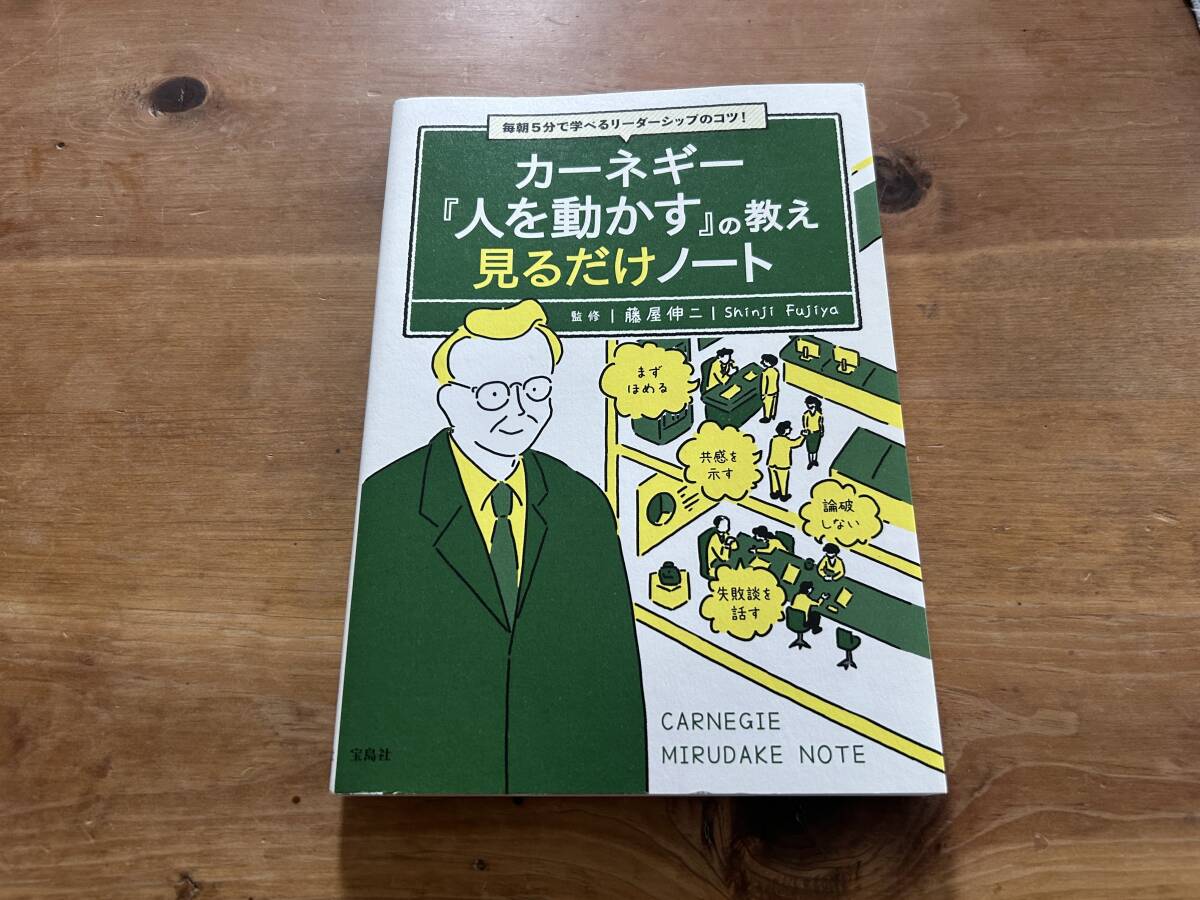 毎朝5分で学べるリーダーシップのコツ!
カーネギー
『人を動かす』の教え
見るだけノート
監修 | 藤屋伸二 | Shinji Fujiya
まず
ほめる
共感を
示す
論破
しない
失敗談を
話す
CARNEGIE
MIRUDAKE NOTE
宝島社